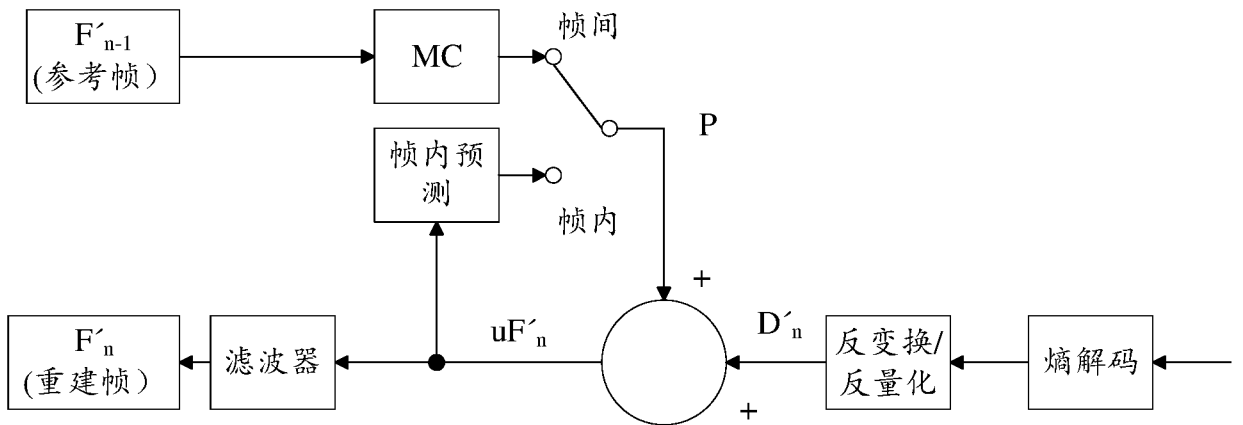 F´n-1
(参考帧)
MC
帧间
P
帧内预
测
帧内
+
F´n
(重建帧)
滤波器
uF´n
D´n
+
反变换/
反量化
熵解码